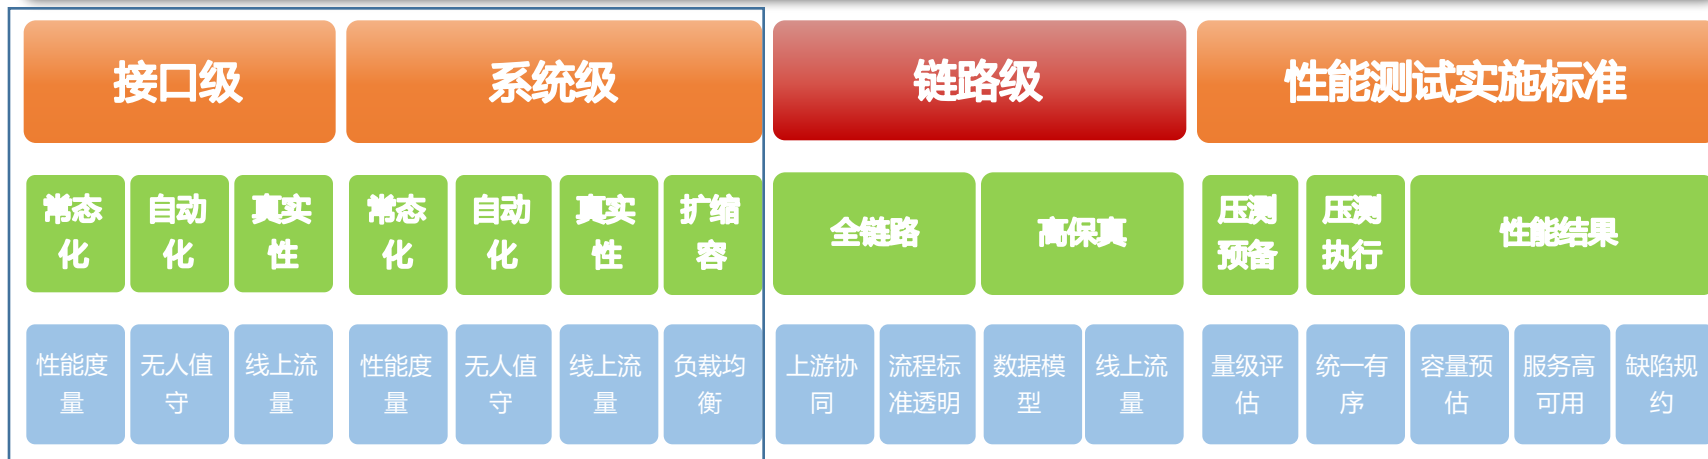 接口级
系统级
链路级
性能测试实施标准
常态
化
自动
化
真实
性
常态
化
自动
化
真实
性
扩缩
容
全链路
高保真
压测
预备
压测
执行
性能结果
性能度
量
无人值
守
线上流
量
性能度
量
无人值
守
线上流
量
负载均
衡
上游协
同
流程标
准透明
数据模
型
线上流
量
量级评
估
统一有
序
容量预
估
服务高
可用
缺陷规
约